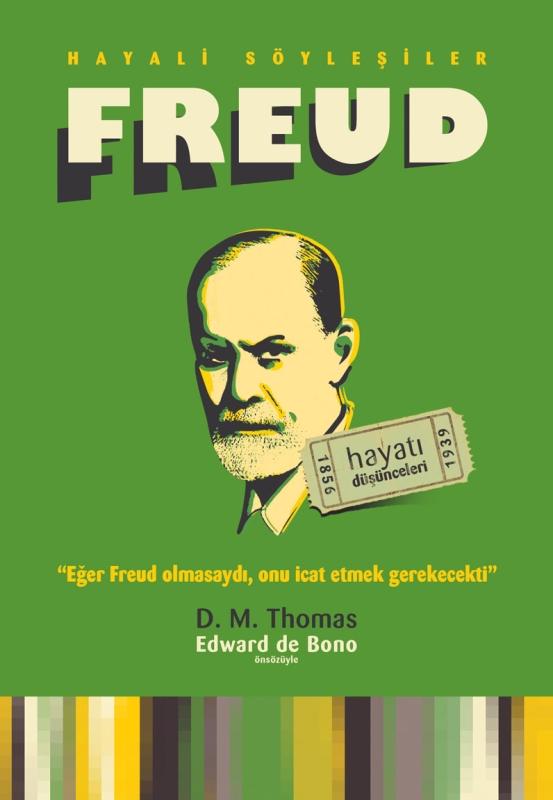 HAYALİ SÖYLEŞİLER
FREUD
1856
hayatı
düşünceleri
1939
“Eğer Freud olmasaydı, onu icat etmek gerekecekti”
D. M. Thomas
Edward de Bono
önsözüyle